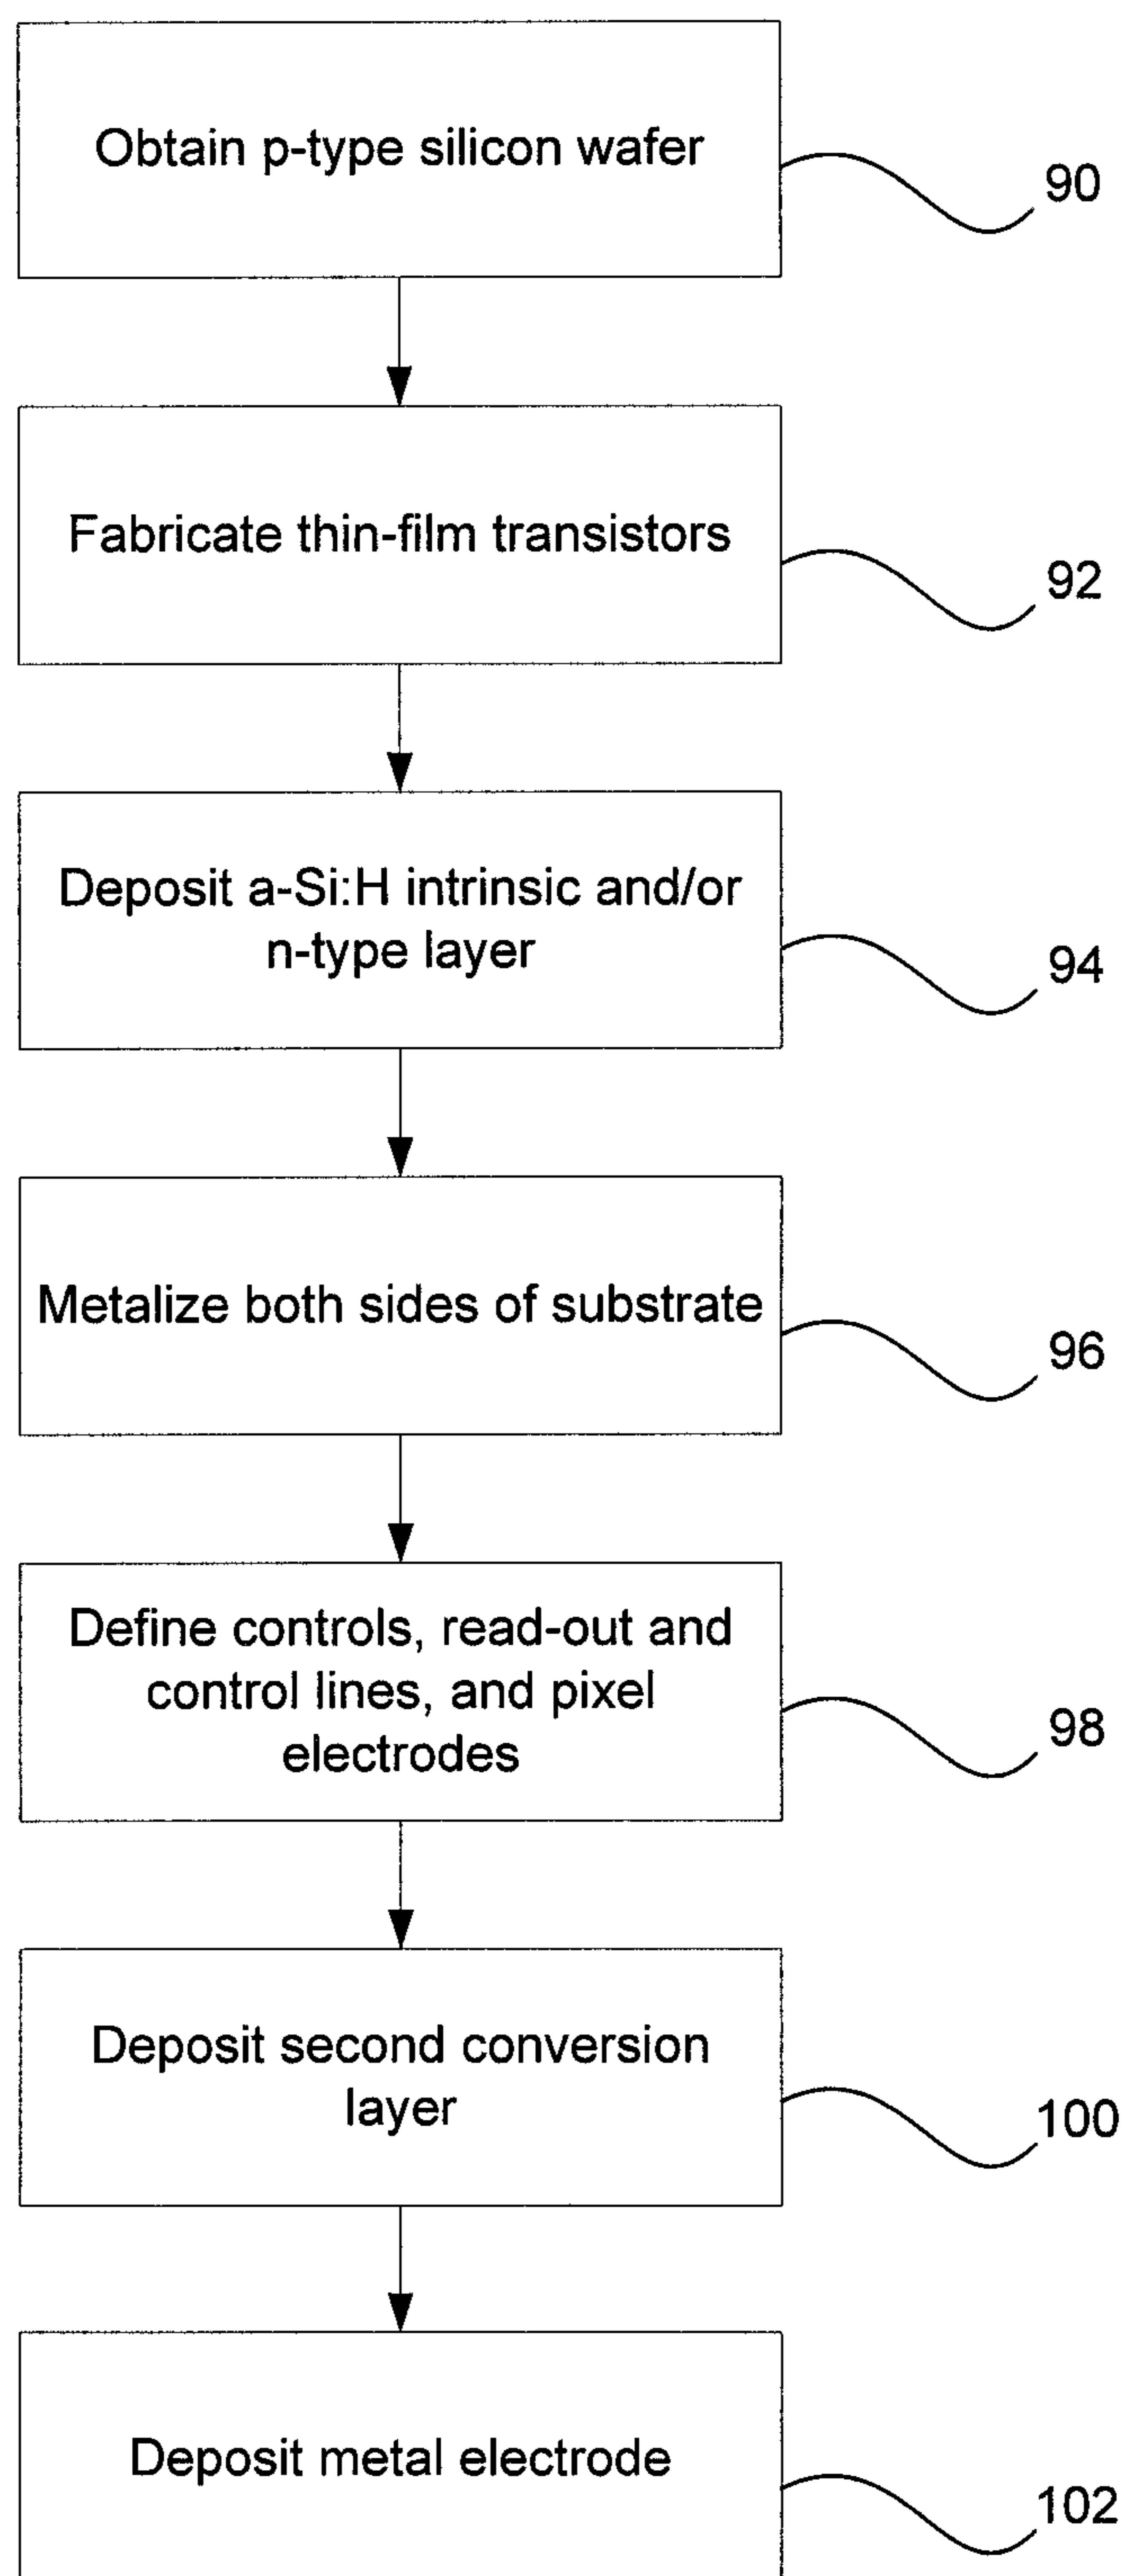 Obtain p-type silicon wafer
90
Fabricate thin-film transistors
92
Deposit a-Si:H intrinsic and/or
n-type layer
94
Metalize both sides of substrate
96
Define controls, read-out and
control lines, and pixel
electrodes
98
Deposit second conversion
layer
100
Deposit metal electrode
102